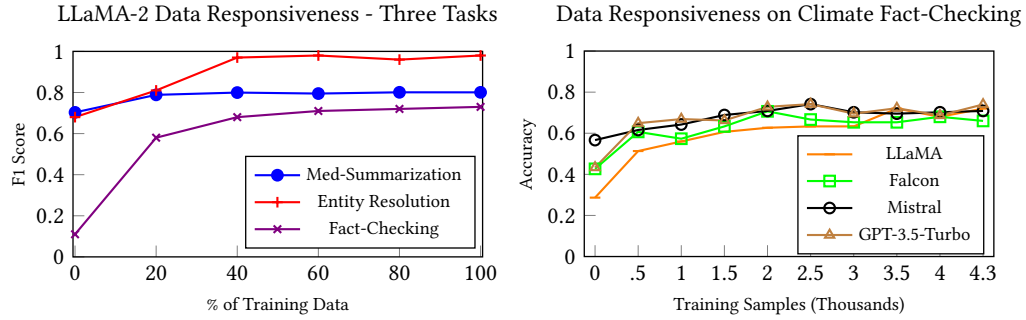 LLaMA-2 Data Responsiveness - Three Tasks
F1 Score
1
0.8
0.6
0.4
0.2
0
Med-Summarization
Entity Resolution
Fact-Checking
0 20 40 60 80 100
% of Training Data
Data Responsiveness on Climate Fact-Checking
Accuracy
1
0.8
0.6
0.4
0.2
0
LLaMA
Falcon
Mistral
GPT-3.5-Turbo
0 .5 1 1.5 2 2.5 3 3.5 4 4.3
Training Samples (Thousands)